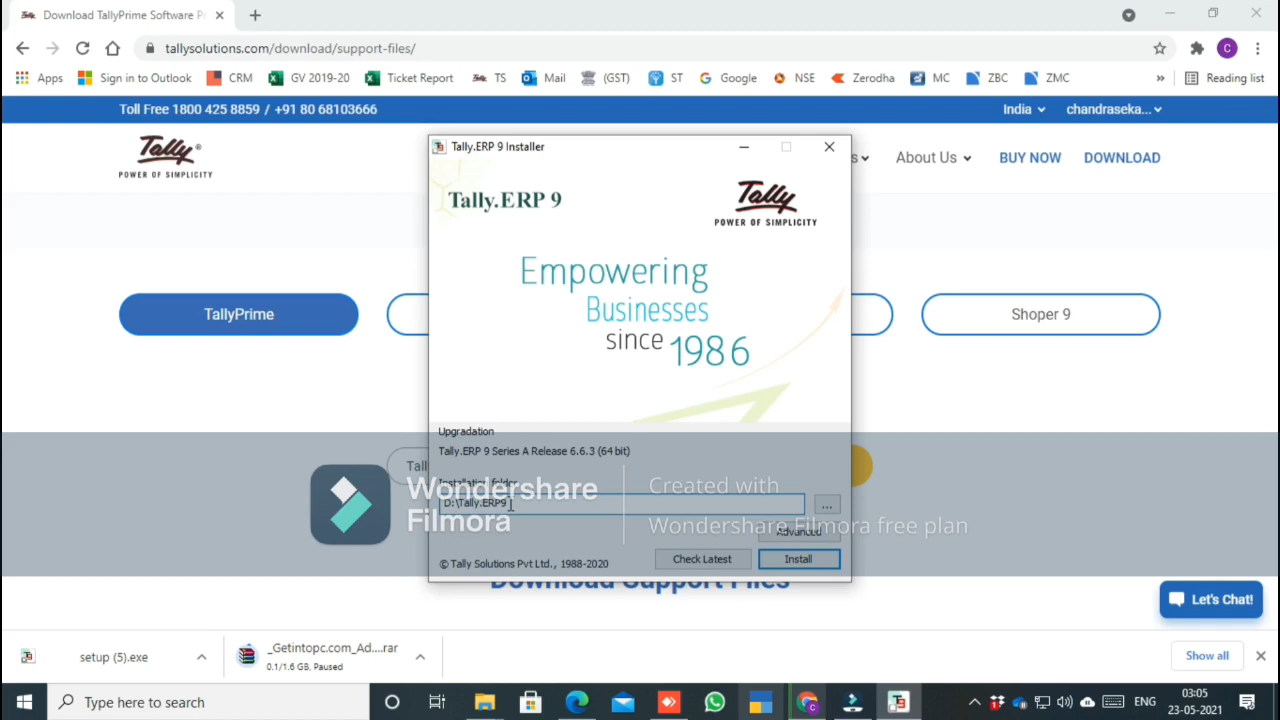 Download TallyPrime Software P
tallysolutions.com/download/support-files/
Apps
Sign in to Outlook
CRM
GV 2019-20
Ticket Report
TS
Mail
(GST)
ST
Google
NSE
Zerodha
MC
ZBC
ZMC
»
Reading list
Toll Free 1800 425 8859 / +91 80 68103666
India
chandraseka...
Tally®
POWER OF SIMPLICITY
s
About Us
BUY NOW
DOWNLOAD
Tally.ERP 9 Installer
Tally.ERP 9
Tally
POWER OF SIMPLICITY
Empowering
Businesses
since 1986
TallyPrime
Shoper 9
Upgradation
Tally.ERP 9 Series A Release 6.6.3 (64 bit)
Tall
Installation folder
D:\Tally.ERP9
...
Wondershare
Filmora
Created with
Wondershare Filmora free plan
Advanced
Check Latest
Install
© Tally Solutions Pvt Ltd., 1988-2020
Download Support Files
Let's Chat!
setup (5).exe
_Getintopc.com_Ad....rar
0.1/1.6 GB, Paused
Show all
Type here to search
ENG
03:05
23-05-2021